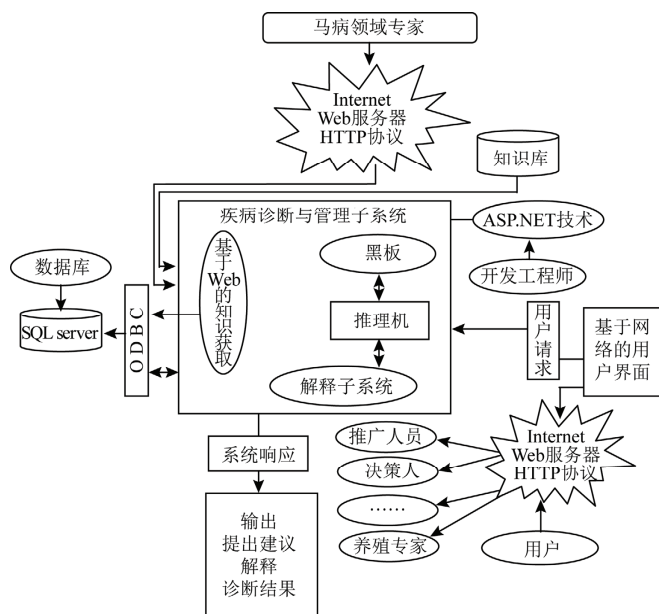 马病领域专家
Internet
Web服务器
HTTP协议
知识库
疾病诊断与管理子系统
ASP.NET技术
基于Web的知识获取
黑板
开发工程师
数据库
SQL server
ODBC
推理机
用户请求
基于网
络的用
户界面
解释子系统
系统响应
推广人员
决策人
……
养殖专家
Internet
Web服务器
HTTP协议
用户
输出
提出建议
解释
诊断结果